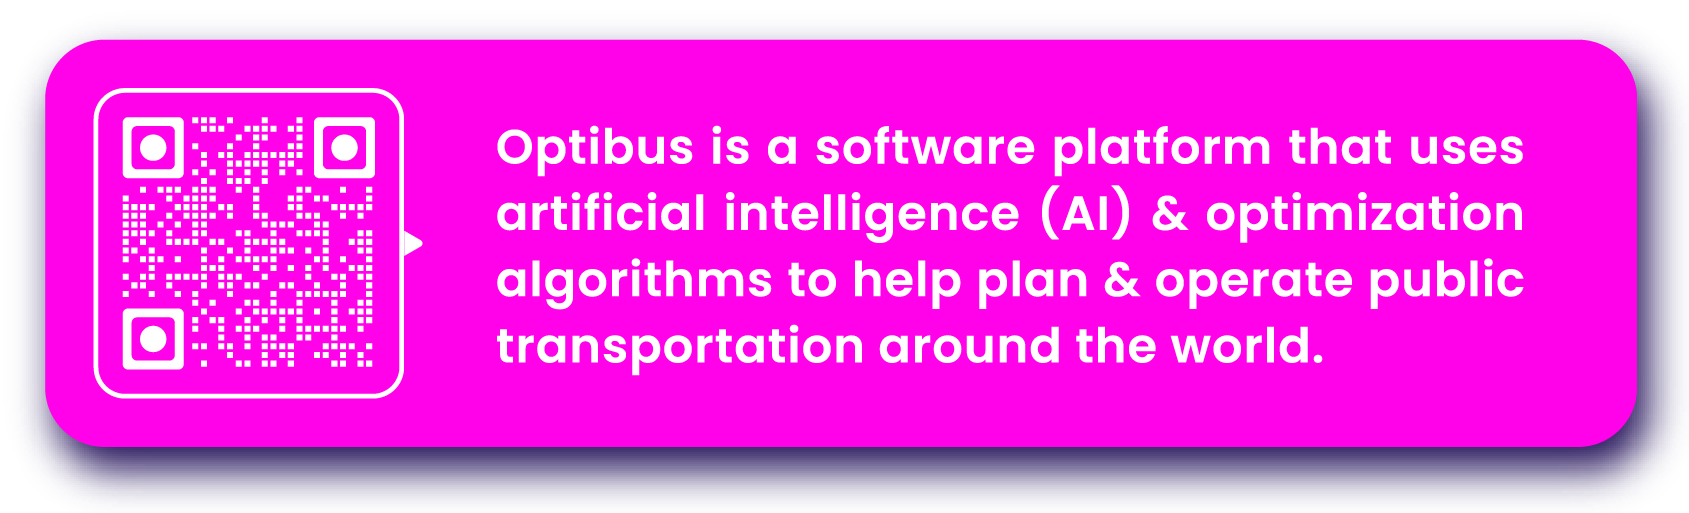 Optibus is a software platform that uses
artificial intelligence (AI) & optimization
algorithms to help plan & operate public
transportation around the world.